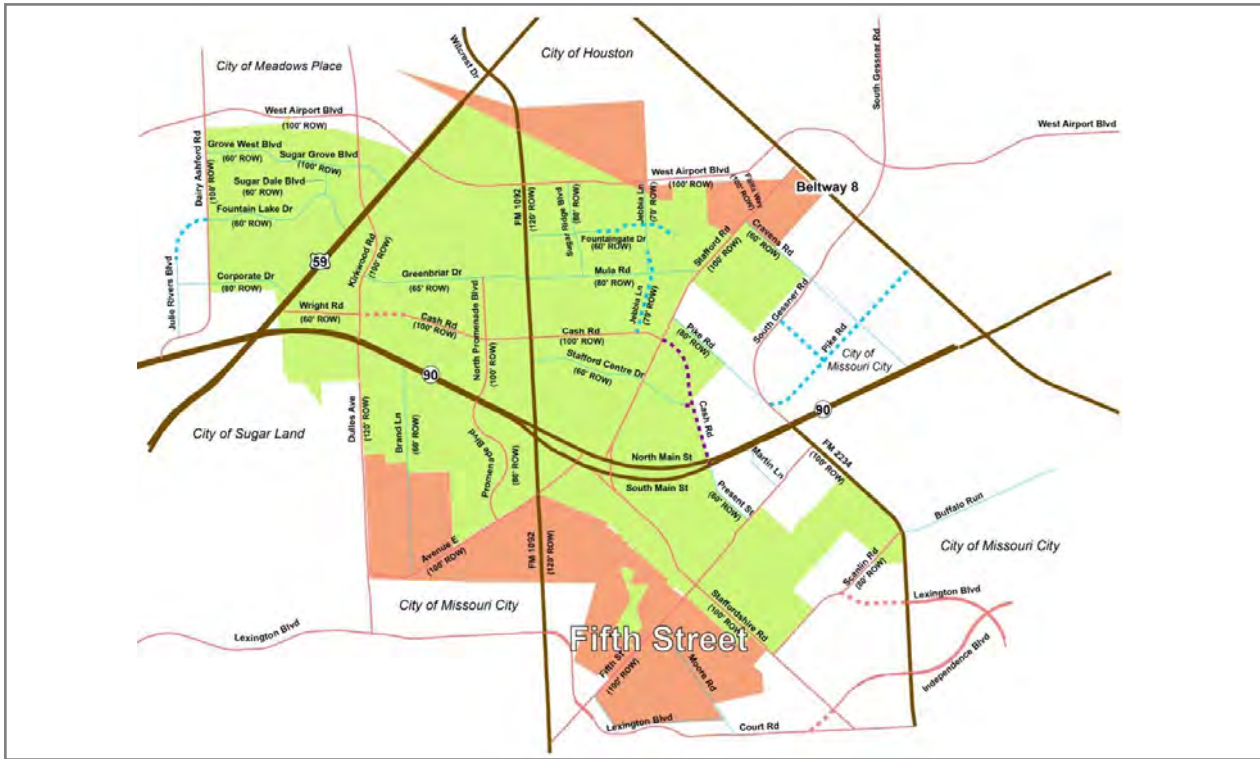 City of Houston
City of Meadows Place
Wilcrest Dr
South Gessner Rd
West Airport Blvd
(100' ROW)
West Airport Blvd
Dairy Ashford Rd
(100' ROW)
Grove West Blvd
(60' ROW)
Sugar Grove Blvd
(100' ROW)
Sugar Dale Blvd
(60' ROW)
Fountain Lake Dr
(60' ROW)
West Airport Blvd
(100' ROW)
(100' ROW)
Beltway 8
FM 1092
(120' ROW)
Sugar Ridge Blvd
(80' ROW)
Jebbia Ln
(70' ROW)
Fountaingate Dr
(60' ROW)
Stafford Rd
(100' ROW)
Cravens Rd
(60' ROW)
59
Kirkwood Rd
(100' ROW)
Julie Rivers Blvd
Corporate Dr
(80' ROW)
Greenbriar Dr
(65' ROW)
Mula Rd
(80' ROW)
Wright Rd
(60' ROW)
Cash Rd
(100' ROW)
North Promenade Blvd
(100' ROW)
Cash Rd
(100' ROW)
Jebbia Ln
(70' ROW)
Pike Rd
(80' ROW)
South Gessner Rd
Pike Rd
City of
Missouri City
Stafford Centre Dr
(60' ROW)
90
Cash Rd
90
City of Sugar Land
Dulles Ave
(120' ROW)
Brand Ln
(60' ROW)
Promenade Blvd
(80' ROW)
North Main St
South Main St
Martin Ln
Present St
(60' ROW)
FM 2234
(100' ROW)
Buffalo Run
City of Missouri City
Avenue E
(100' ROW)
FM 1092
(120' ROW)
Scanlin Rd
(80' ROW)
Lexington Blvd
City of Missouri City
Staffordshire Rd
(100' ROW)
Lexington Blvd
Fifth Street
Fifth St
(100' ROW)
Moore Rd
Independence Blvd
Lexington Blvd
Court Rd